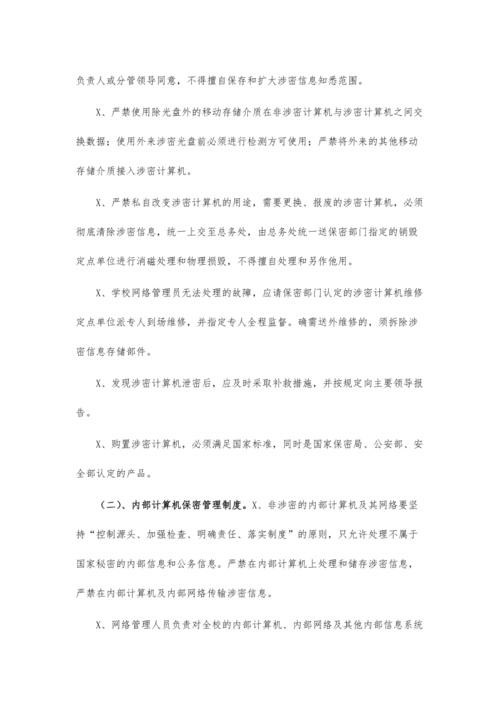 负责人或分管领导同意，不得擅自保存和扩大涉密信息知悉范围。
X、严禁使用除光盘外的移动存储介质在非涉密计算机与涉密计算机之间交
换数据；使用外来涉密光盘前必须进行检测方可使用；严禁将外来的其他移动
存储介质接入涉密计算机。
X、严禁私自改变涉密计算机的用途，需要更换、报废的涉密计算机，必须
彻底清除涉密信息，统一上交至总务处，由总务处统一送保密部门指定的销毁
定点单位进行消磁处理和物理损毁，不得擅自处理和另作他用。
X、学校网络管理员无法处理的故障，应请保密部门认定的涉密计算机维修
定点单位派专人到场维修，并指定专人全程监督。确需送外维修的，须拆除涉
密信息存储部件。
X、发现涉密计算机泄密后，应及时采取补救措施，并按规定向主要领导报
告。
X、购置涉密计算机，必须满足国家标准，同时是国家保密局、公安部、安
全部认定的产品。
（二）、内部计算机保密管理制度。X、非涉密的内部计算机及其网络要坚
持“控制源头、加强检查、明确责任、落实制度”的原则，只允许处理不属于
国家秘密的内部信息和公务信息。严禁在内部计算机上处理和储存涉密信息，
严禁在内部计算机及内部网络传输涉密信息。
X、网络管理人员负责对全校的内部计算机、内部网络及其他内部信息系统